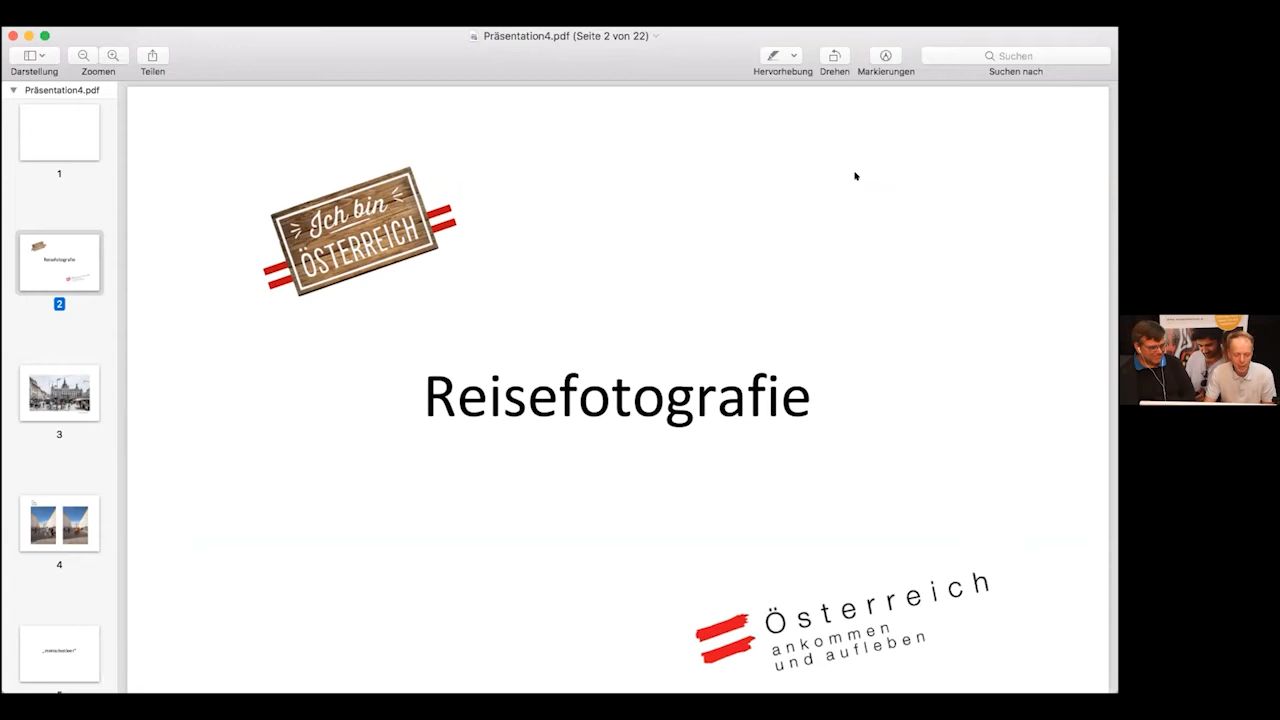 Präsentation4.pdf (Seite 2 von 22)
Darstellung
Zoomen
Teilen
Hervorhebung
Drehen
Markierungen
Suchen
Suchen nach
Präsentation4.pdf
1
Reisefotografie
2
3
4
Ich bin
ÖSTERREICH
Reisefotografie
Österreich
ankommen
und aufleben